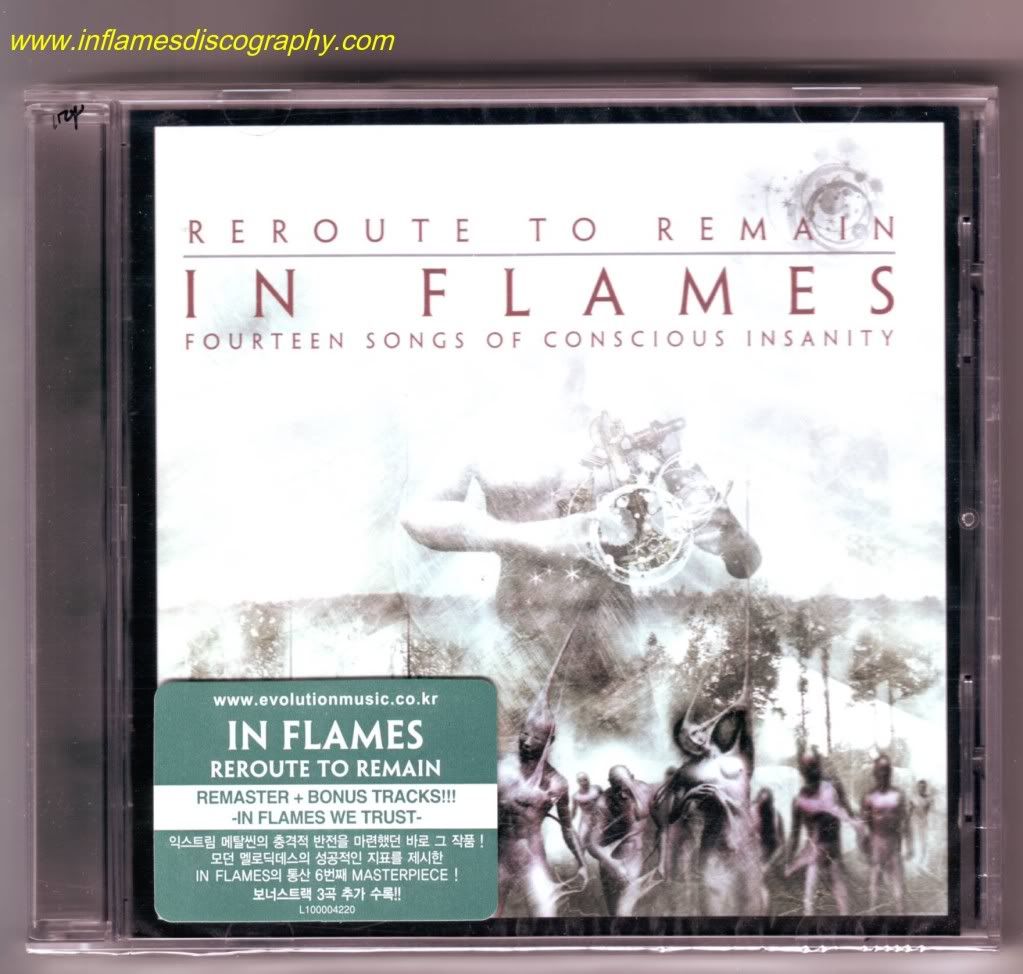 www.inflamesdiscography.com
REROUTE TO REMAIN
IN FLAMES
FOURTEEN SONGS OF CONSCIOUS INSANITY
www.evolutionmusic.co.kr
IN FLAMES
REROUTE TO REMAIN
REMASTER + BONUS TRACKS!!!
-IN FLAMES WE TRUST-
익스트림 메탈씬의 충격적 반전을 마련했던 바로 그 작품 !
모던 멜로딕데스의 성공적인 지표를 제시한
IN FLAMES의 통산 6번째 MASTERPIECE !
보너스트랙 3곡 추가 수록!!
L100004220